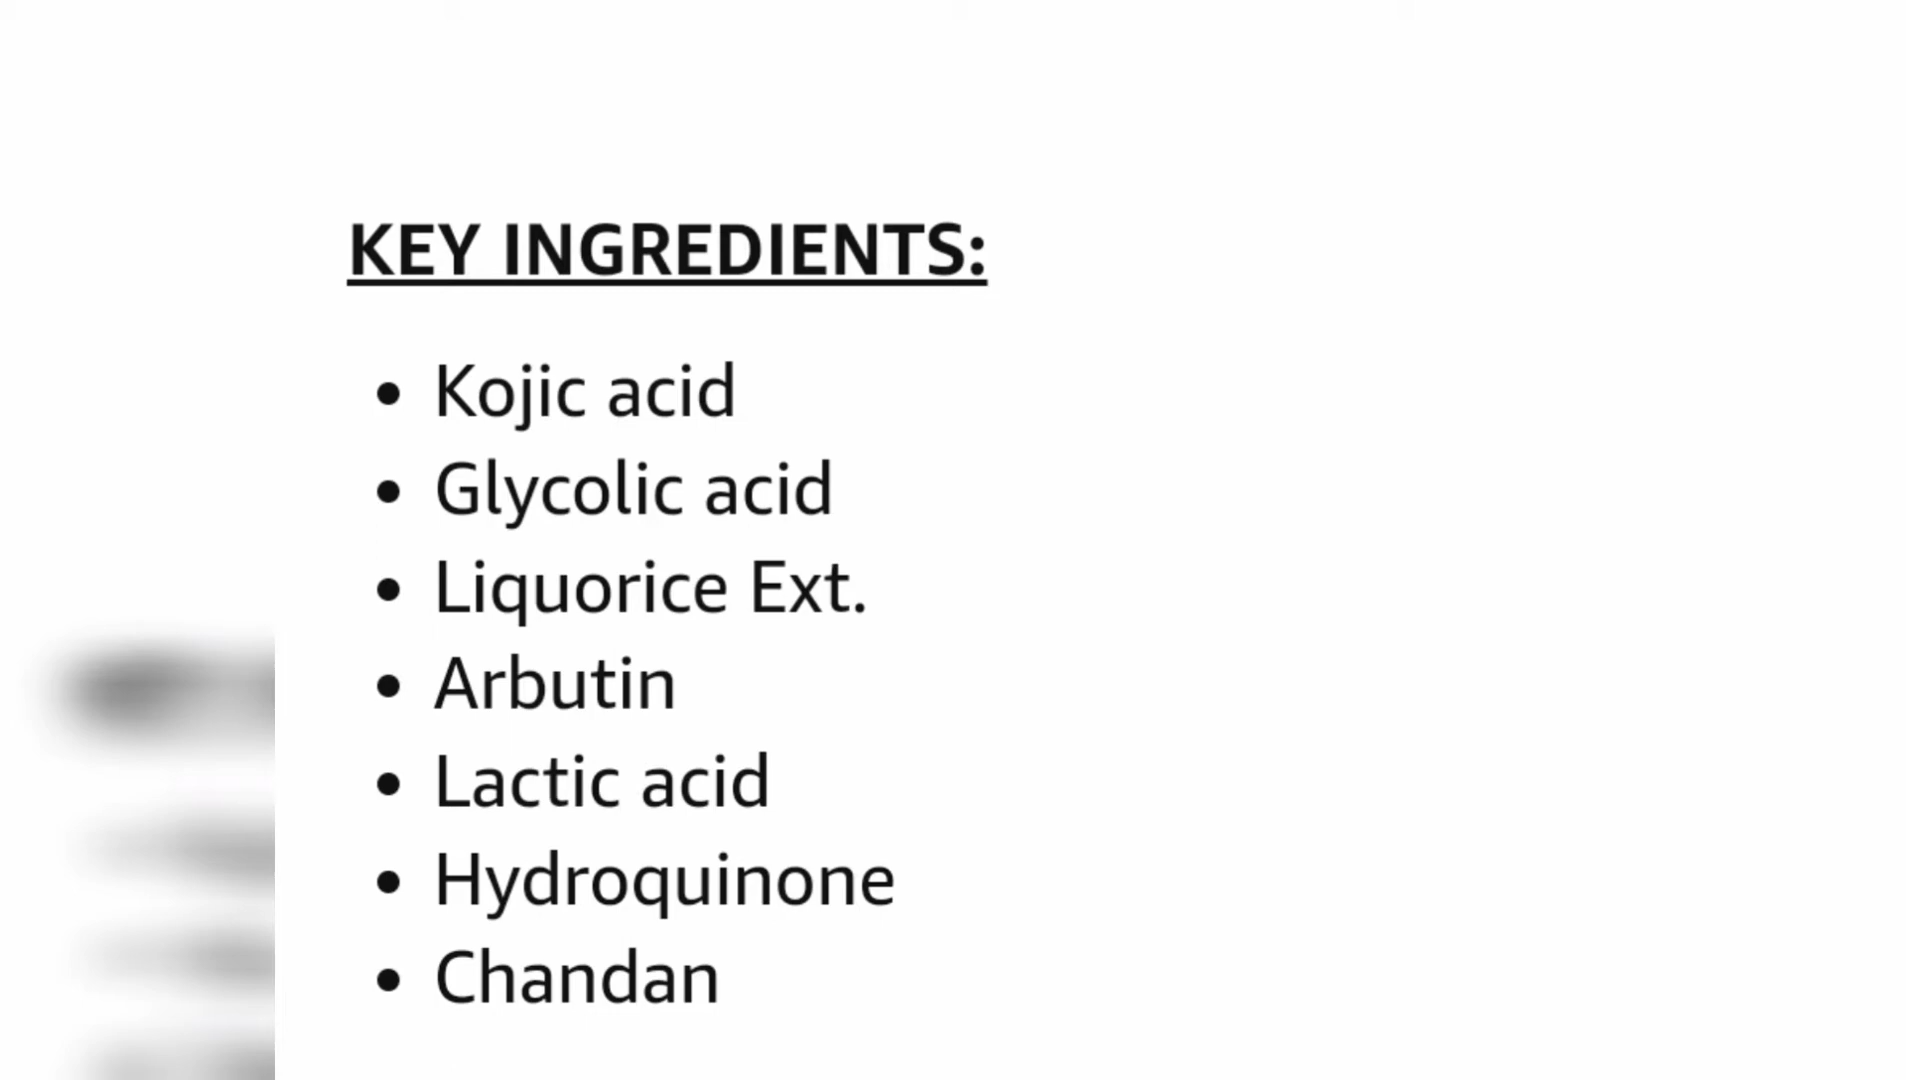 KEY INGREDIENTS:
• Kojic acid
• Glycolic acid
• Liquorice Ext.
• Arbutin
• Lactic acid
• Hydroquinone
• Chandan